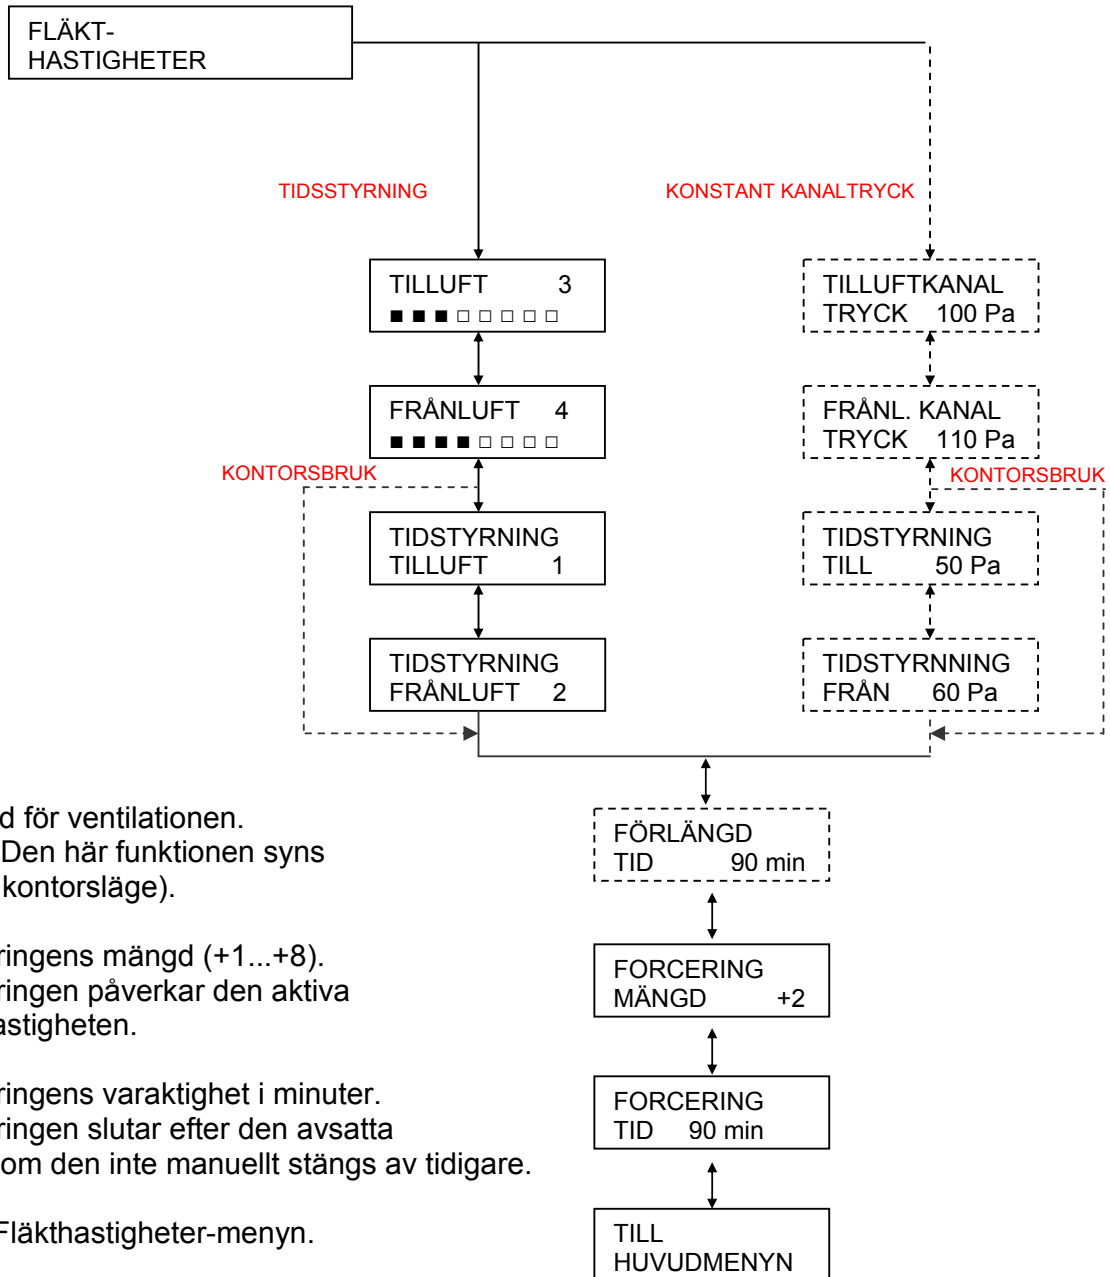 FLÄKT-
HASTIGHETER
TIDSSTYRNING
KONSTANT KANALTRYCK
TILLUFT 3
■ ■ ■ □ □ □ □ □
TILLUFTKANAL
TRYCK 100 Pa
FRÅNLUFT 4
■ ■ ■ ■ □ □ □ □
FRÅNL. KANAL
TRYCK 110 Pa
KONTORSBRUK
KONTORSBRUK
TIDSTYRNING
TILLUFT 1
TIDSTYRNING
TILL 50 Pa
TIDSTYRNING
FRÅNLUFT 2
TIDSTYRNNING
FRÅN 60 Pa
d för ventilationen.
Den här funktionen syns
kontorsläge).
FÖRLÄNGD
TID 90 min
ringens mängd (+1...+8).
ringen påverkar den aktiva
astigheten.
FORCERING
MÄNGD +2
ringens varaktighet i minuter.
ringen slutar efter den avsatta
om den inte manuellt stängs av tidigare.
FORCERING
TID 90 min
Fläkthastigheter-menyn.
TILL
HUVUDMENYN